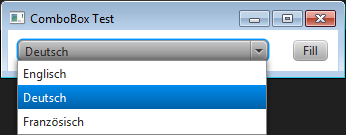 ComboBox Test
Deutsch
Fill
Englisch
Deutsch
Französisch